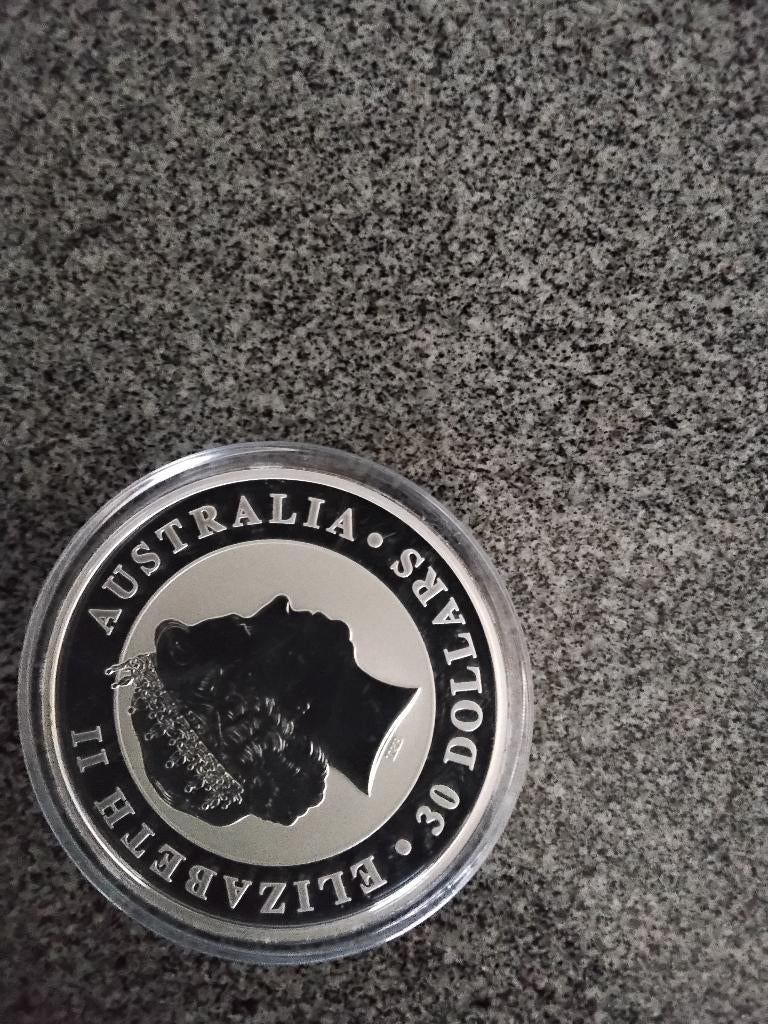 ELIZABETH II
AUSTRALIA
• 30 DOLLARS •